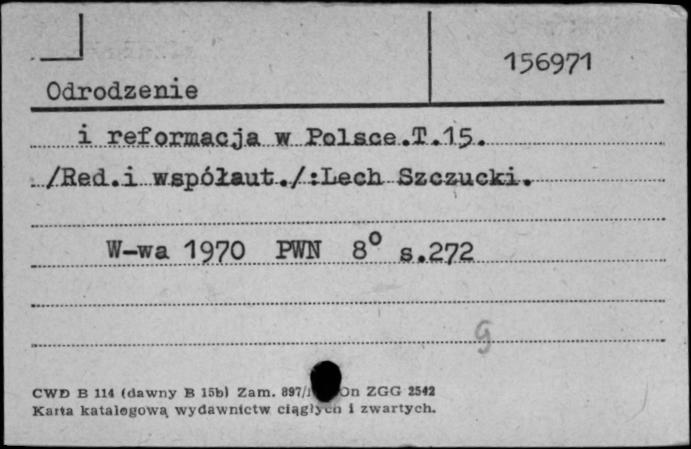 156971
Odrodzenie
i reformacja w Polsce.T.15.
/Red.i współaut./:Lech Szczucki.
W-wa 1970 PWN 8° s.272
g
CWD B 114 (dawny B 15b) Zam. ZGG 2542
Karta katalogową wydawnictw ciągłych i zwartych.